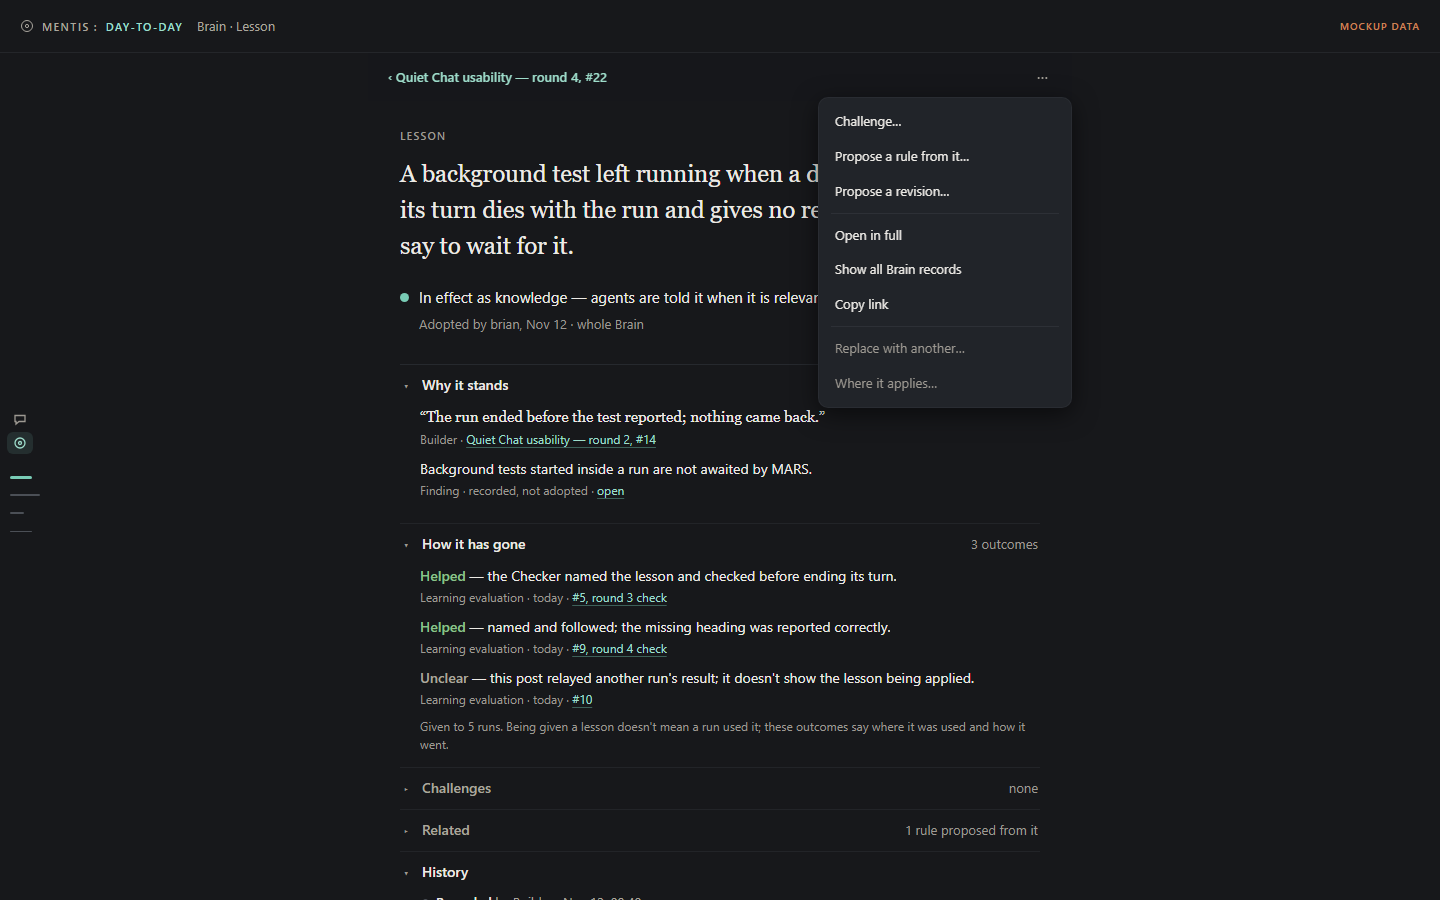 MENTIS : DAY-TO-DAY Brain · Lesson
MOCKUP DATA
‹ Quiet Chat usability — round 4, #22
...
LESSON
A background test left running when a
its turn dies with the run and gives no
say to wait for it.
In effect as knowledge — agents are told it when it is
Adopted by brian, Nov 12 · whole Brain
Challenge...
Propose a rule from it...
Propose a revision...
Open in full
Show all Brain records
Copy link
Replace with another...
Where it applies...
Why it stands
“The run ended before the test reported; nothing came back.”
Builder · Quiet Chat usability — round 2, #14
Background tests started inside a run are not awaited by MARS.
Finding · recorded, not adopted · open
How it has gone
3 outcomes
Helped — the Checker named the lesson and checked before ending its turn.
Learning evaluation · today · #5, round 3 check
Helped — named and followed; the missing heading was reported correctly.
Learning evaluation · today · #9, round 4 check
Unclear — this post relayed another run's result; it doesn't show the lesson being applied.
Learning evaluation · today · #10
Given to 5 runs. Being given a lesson doesn't mean a run used it; these outcomes say where it was used and how it
went.
Challenges
none
Related
1 rule proposed from it
History